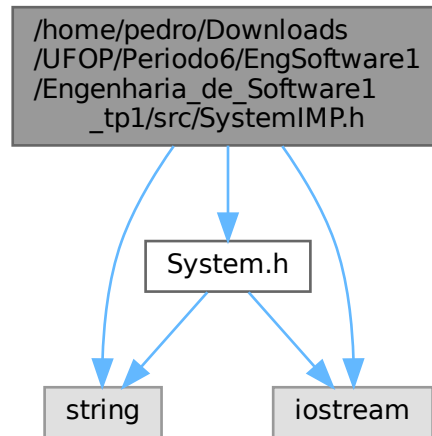 /home/pedro/Downloads
/UFOP/Periodo6/EngSoftware1
/Engenharia_de_Software1
_tp1/src/SystemIMP.h
System.h
string
iostream